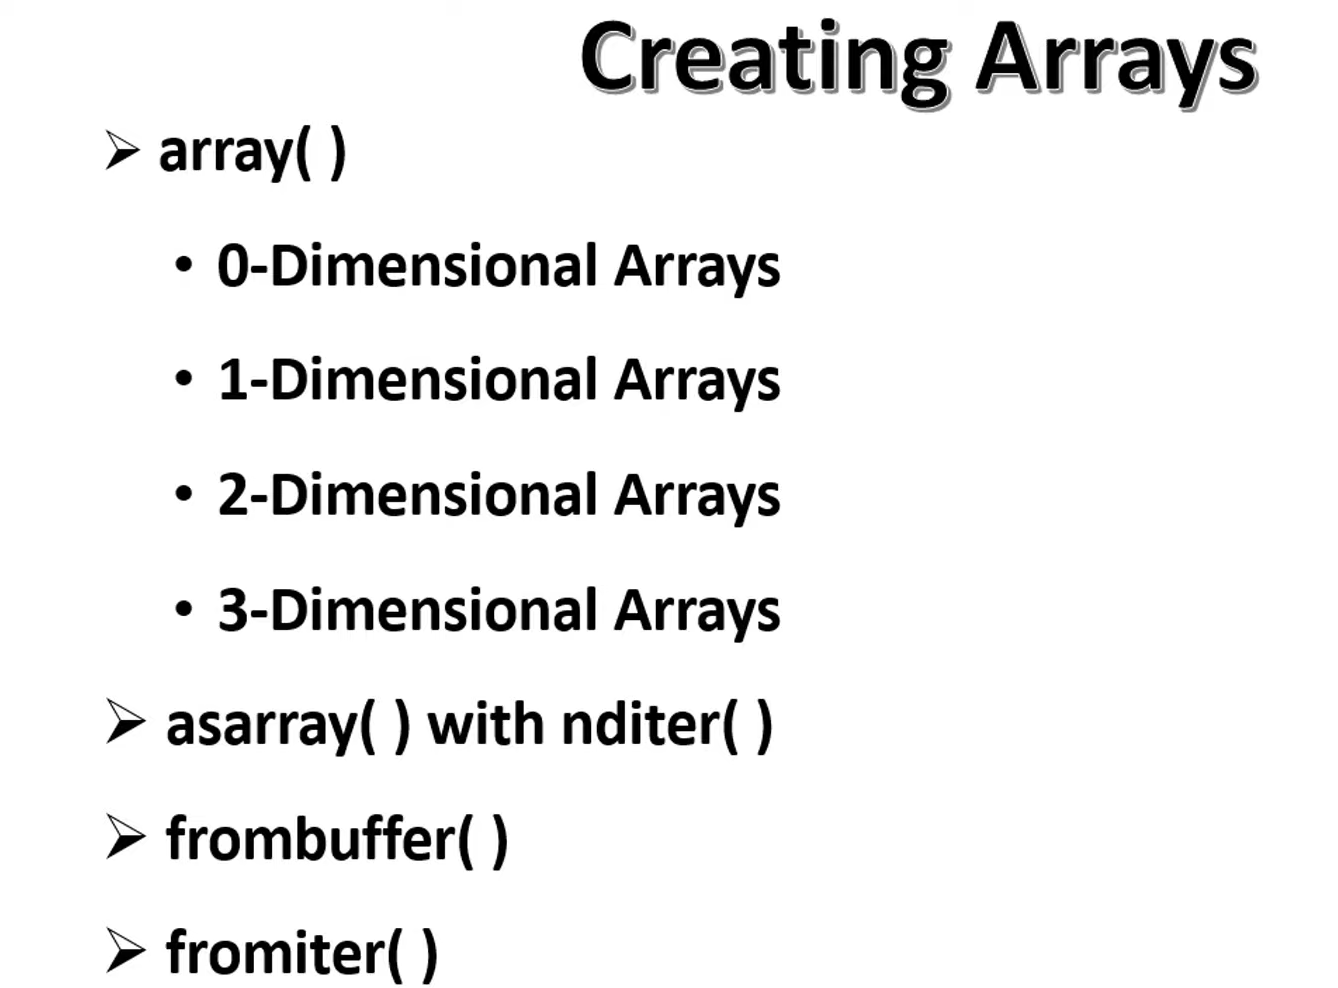 Creating Arrays
➢ array( )
• 0-Dimensional Arrays
• 1-Dimensional Arrays
• 2-Dimensional Arrays
• 3-Dimensional Arrays
➢ asarray( ) with nditer( )
➢ frombuffer( )
➢ fromiter( )